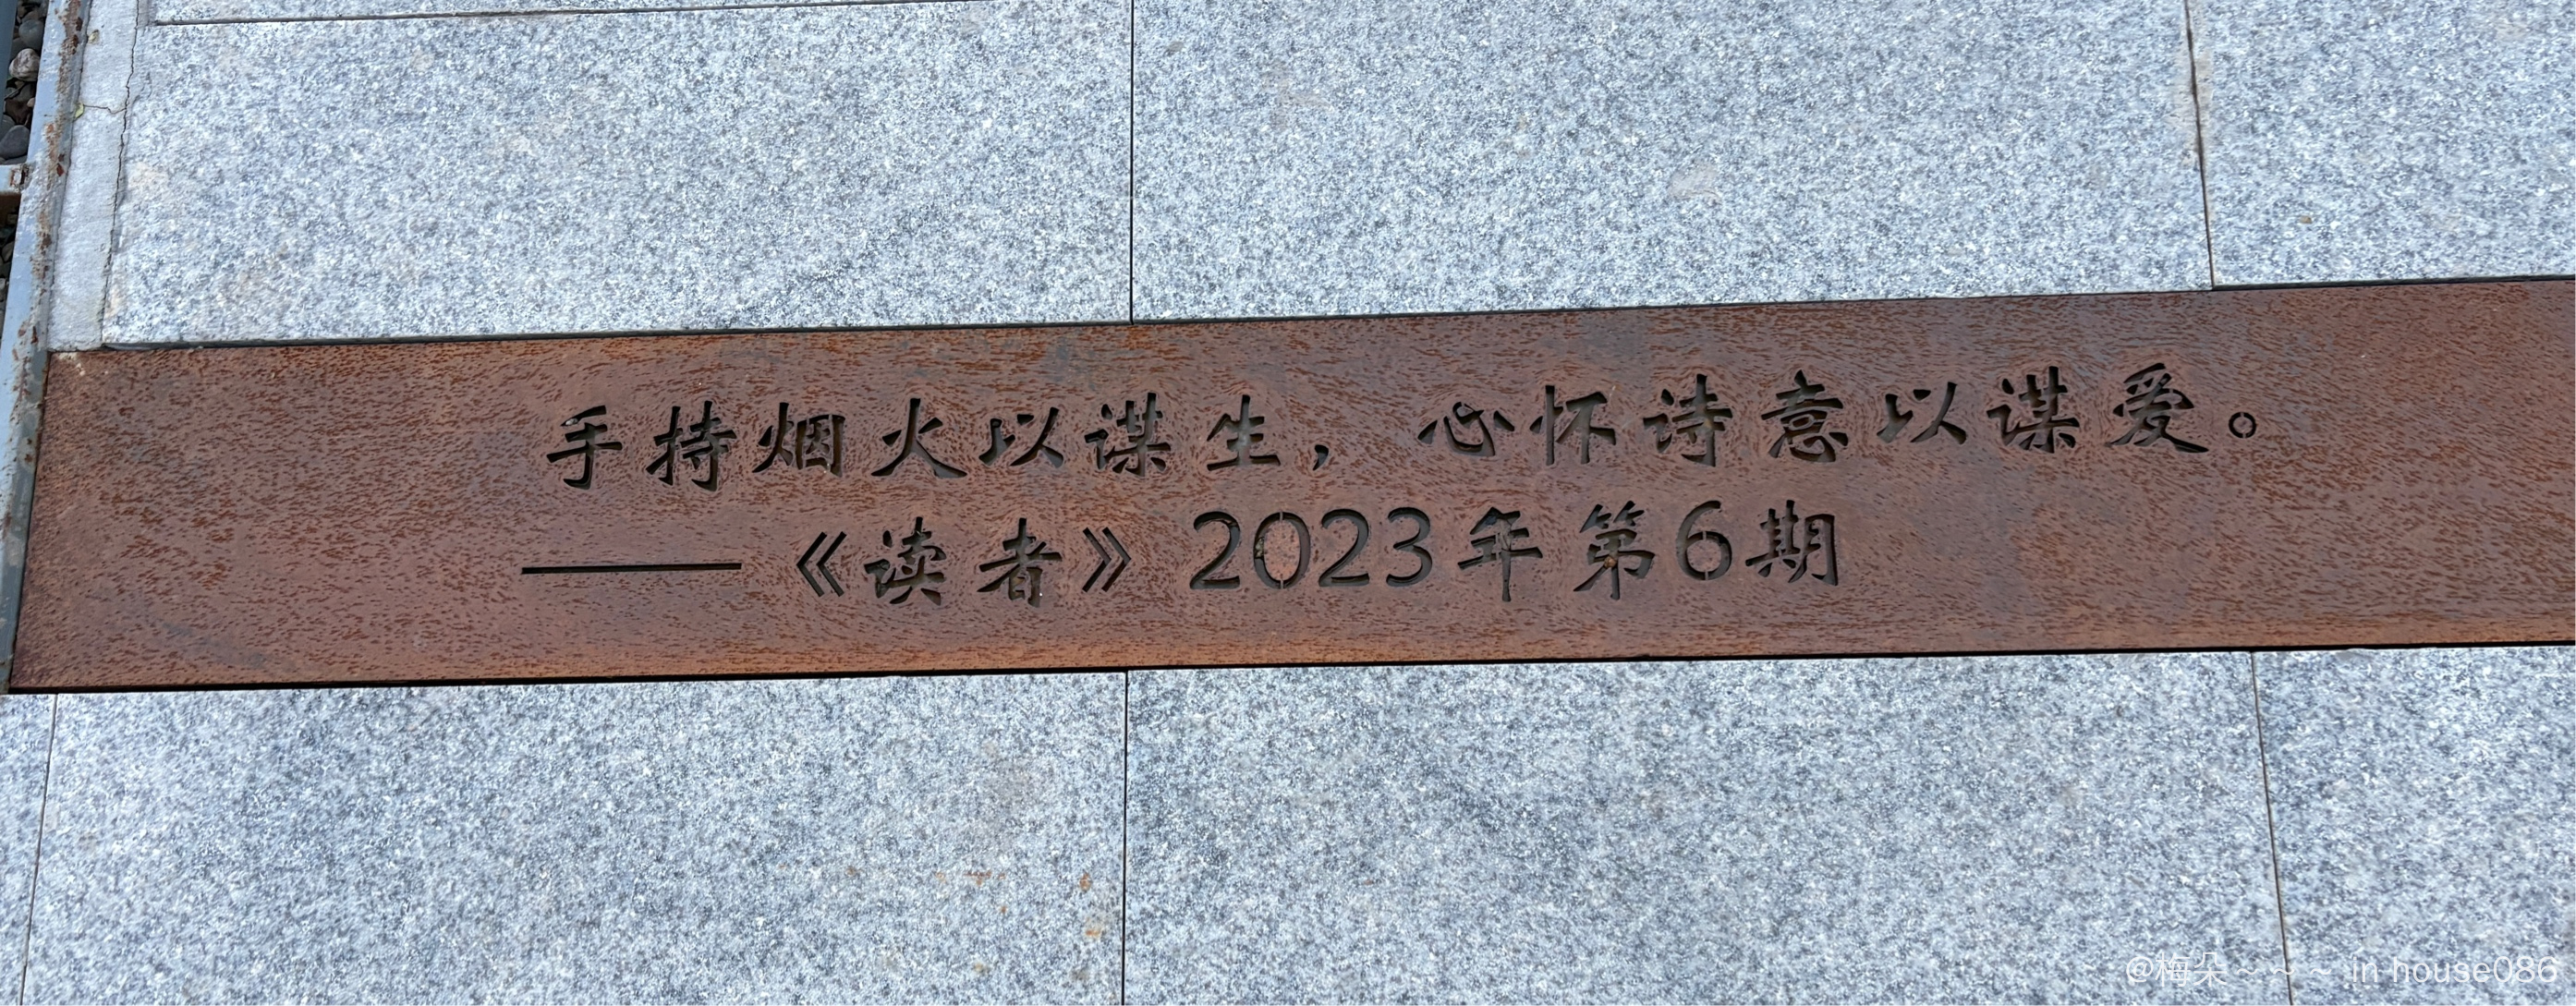 手持烟火以谋生，心怀诗意以谋爱。
——《读者》2023年第6期
@梅朵～～～ in house086